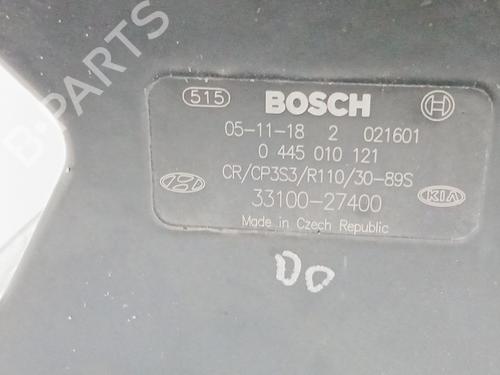 B-PARTS
515 BOSCH
05-11-18 2 021601
0 445 010 121
CR/CP3S3/R110/30-89S
33100-27400
KIA
Made in Czech Republic
DO